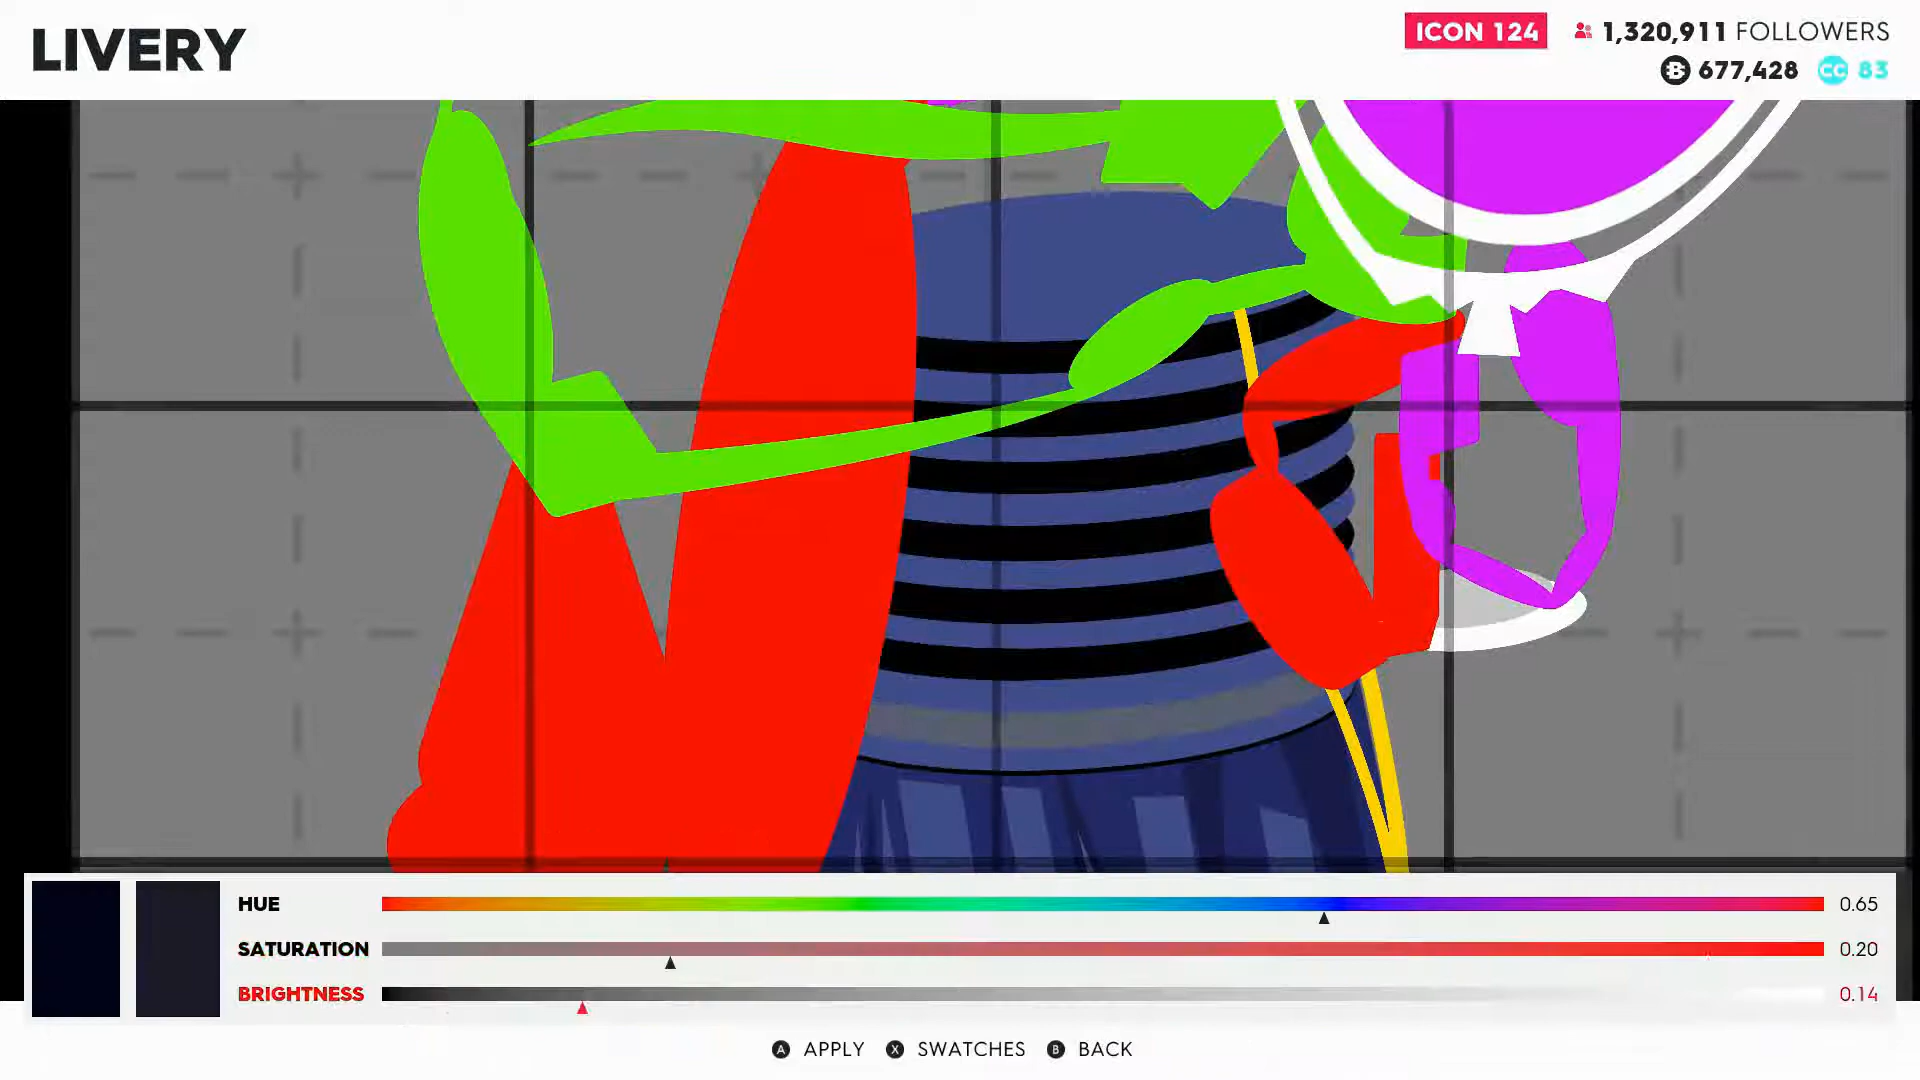 LIVERY
ICON 124
1,320,911 FOLLOWERS
677,428
CC 83
HUE
0.65
SATURATION
0.20
BRIGHTNESS
0.14
A APPLY X SWATCHES B BACK